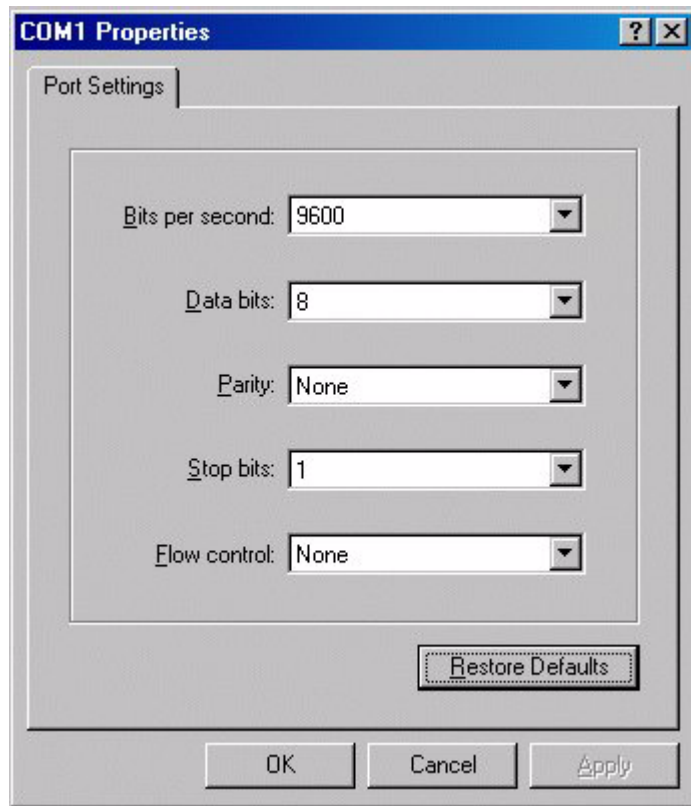 COM1 Properties
Port Settings
Bits per second: 9600
Data bits: 8
Parity: None
Stop bits: 1
Flow control: None
Restore Defaults
OK Cancel Apply